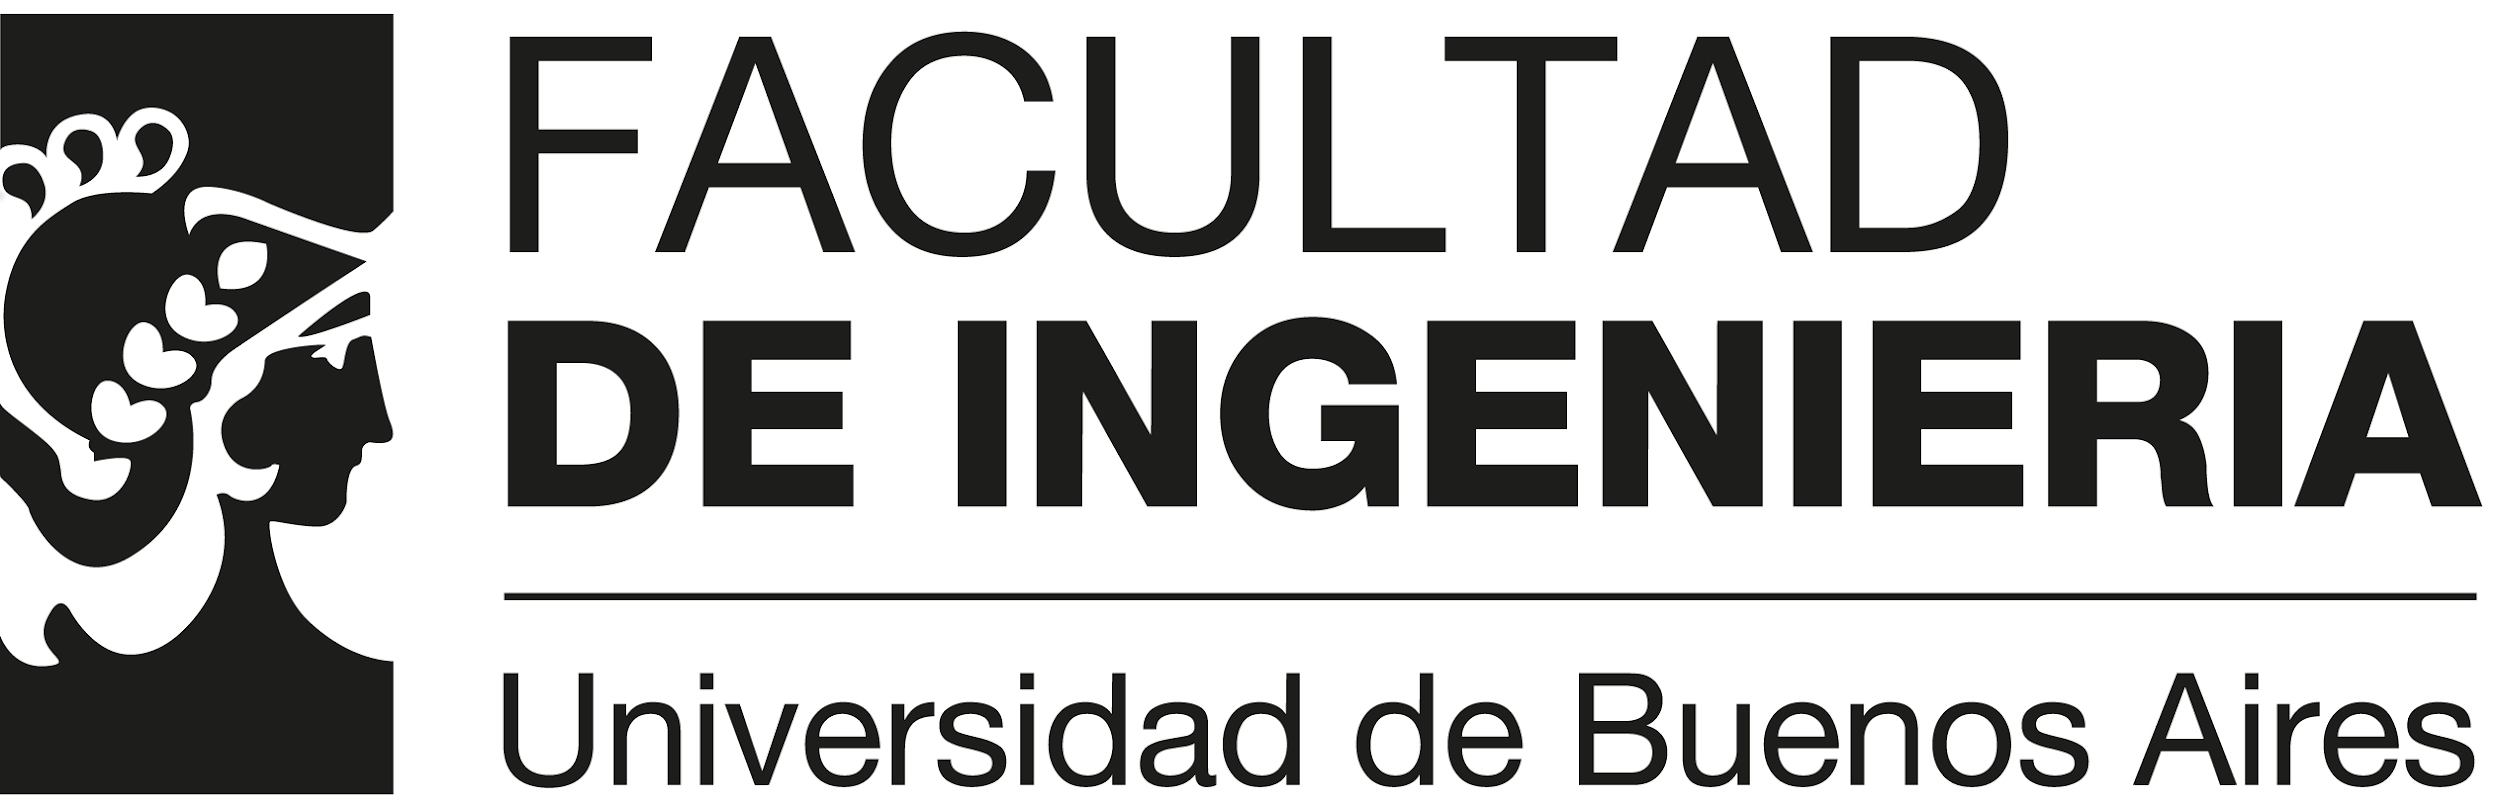 FACULTAD
DE INGENIERIA
Universidad de Buenos Aires